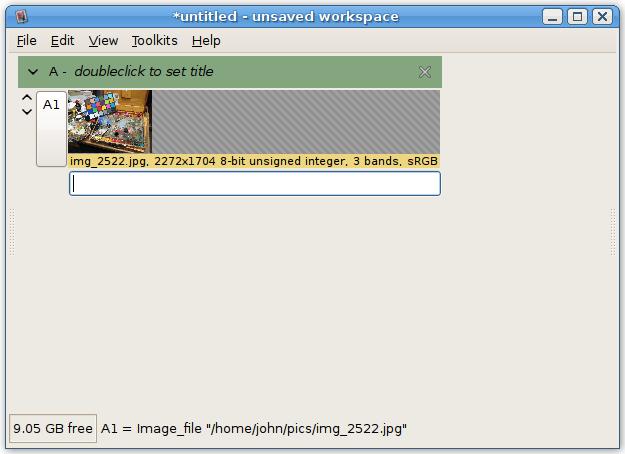 *untitled - unsaved workspace
File Edit View Toolkits Help
A - doubleclick to set title
A1
img_2522.jpg, 2272x1704 8-bit unsigned integer, 3 bands, sRGB
9.05 GB free A1 = Image_file "/home/john/pics/img_2522.jpg"